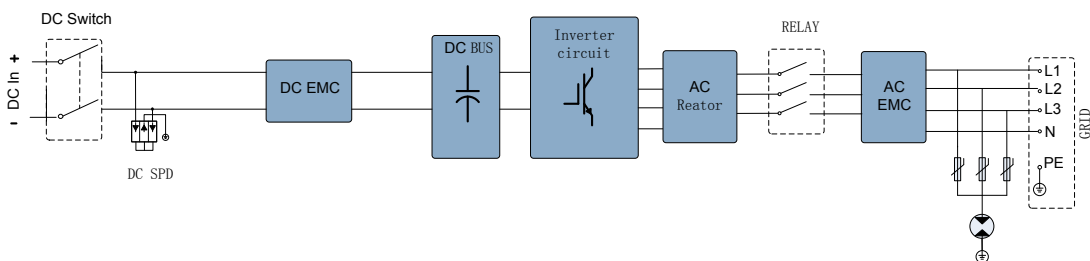 DC Switch
DC In
+
-
DC SPD
DC EMC
DC BUS
Inverter
circuit
AC
Reator
RELAY
AC
EMC
L1
L2
L3
N
PE
GRID